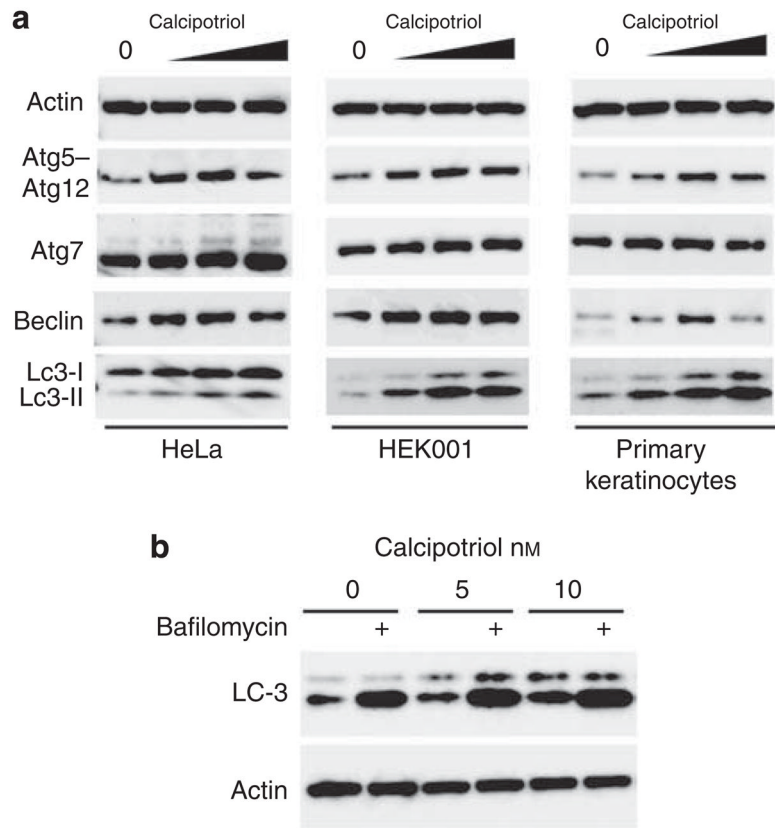 a
Calcipotriol Calcipotriol Calcipotriol
0 0 0
Actin
Atg5–
Atg12
Atg7
Beclin
Lc3-I
Lc3-II
HeLa HEK001 Primary
keratinocytes
b
Calcipotriol nM
0 5 10
Bafilomycin + + +
LC-3
Actin